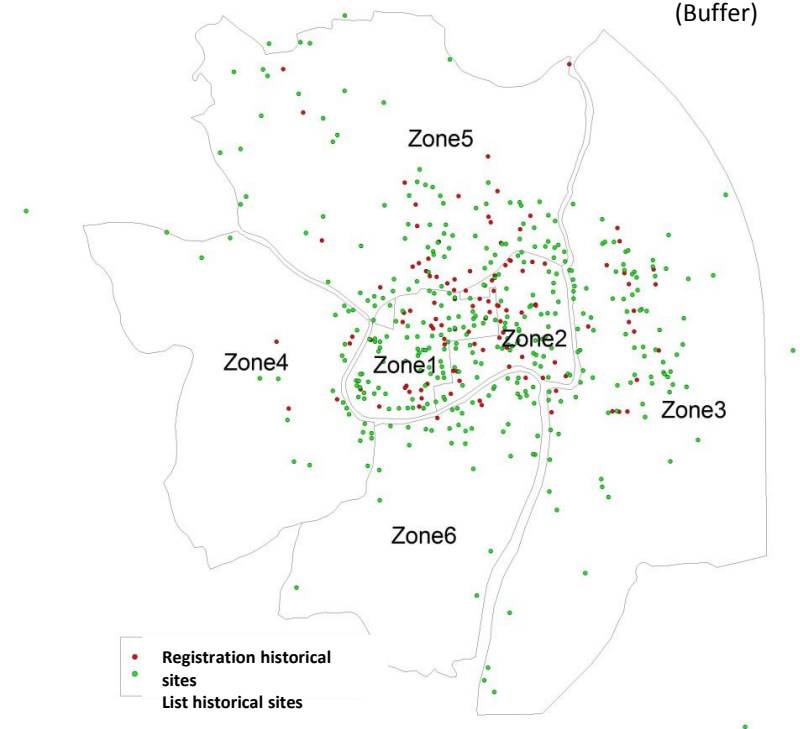 (Buffer)
Zone5
Zone2
Zone4
Zone1
Zone3
Zone6
Registration historical
sites
List historical sites